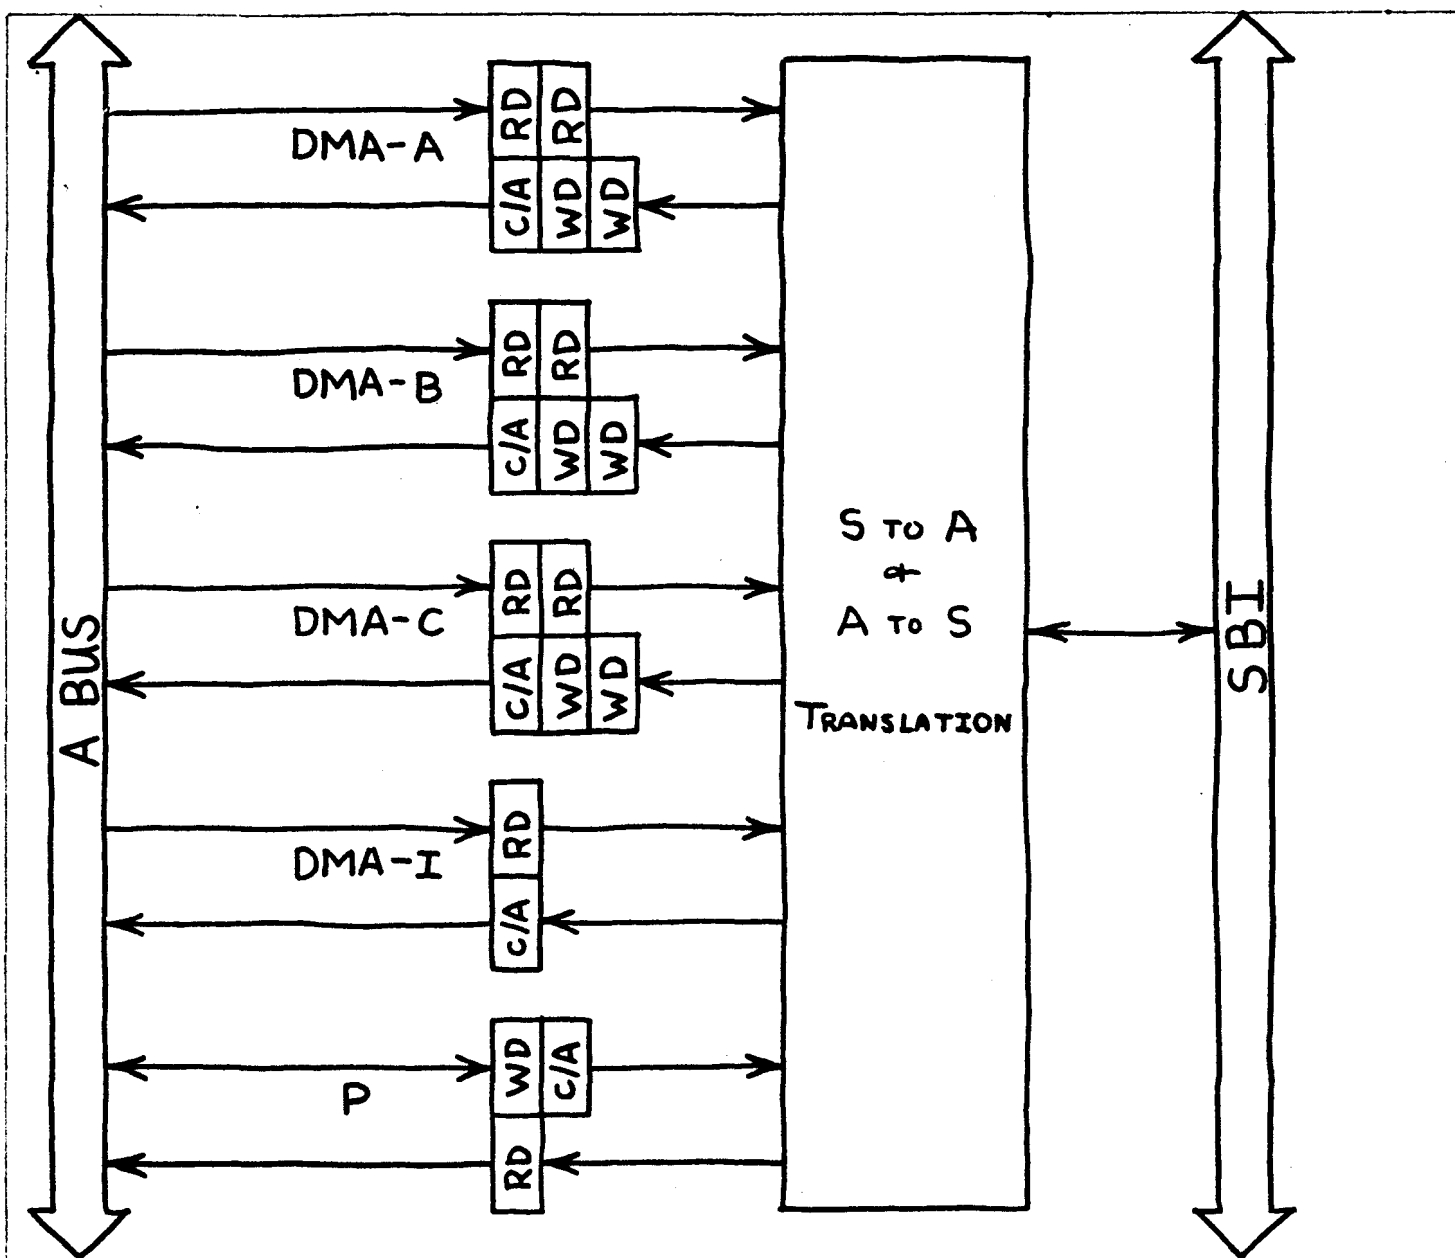 RD RD
DMA-A
C/A WD WD
RD RD
DMA-B
C/A WD WD
RD RD
DMA-C
C/A WD WD
RD
DMA-I
C/A
WD C/A
P
RD
A BUS
S TO A
&
A TO S
TRANSLATION
SBI